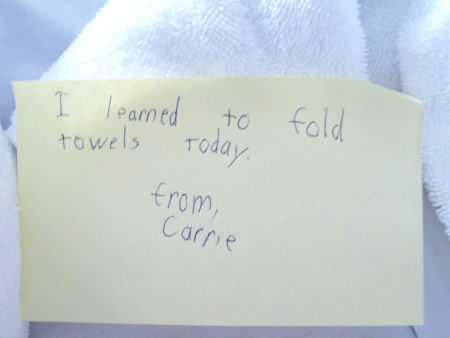 I learned to fold
towels today.
from,
Carrie